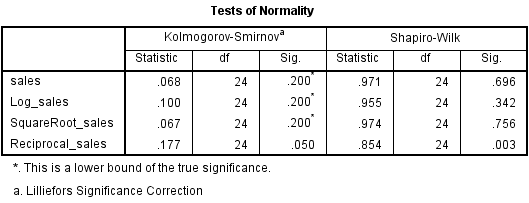 Tests of Normality
Kolmogorov-Smirnov a Shapiro-Wilk
Statistic df Sig. Statistic df Sig.
sales .068 24 .200* .971 24 .696
Log_sales .100 24 .200* .955 24 .342
SquareRoot_sales .067 24 .200* .974 24 .756
Reciprocal_sales .177 24 .050 .854 24 .003
*. This is a lower bound of the true significance.
a. Lilliefors Significance Correction